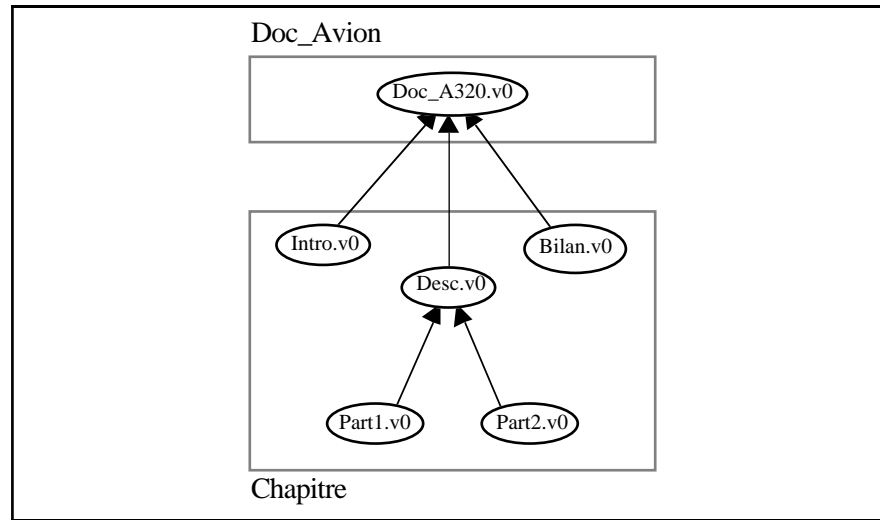 Doc_Avion
Doc_A320.v0
Intro.v0
Bilan.v0
Desc.v0
Part1.v0
Part2.v0
Chapitre